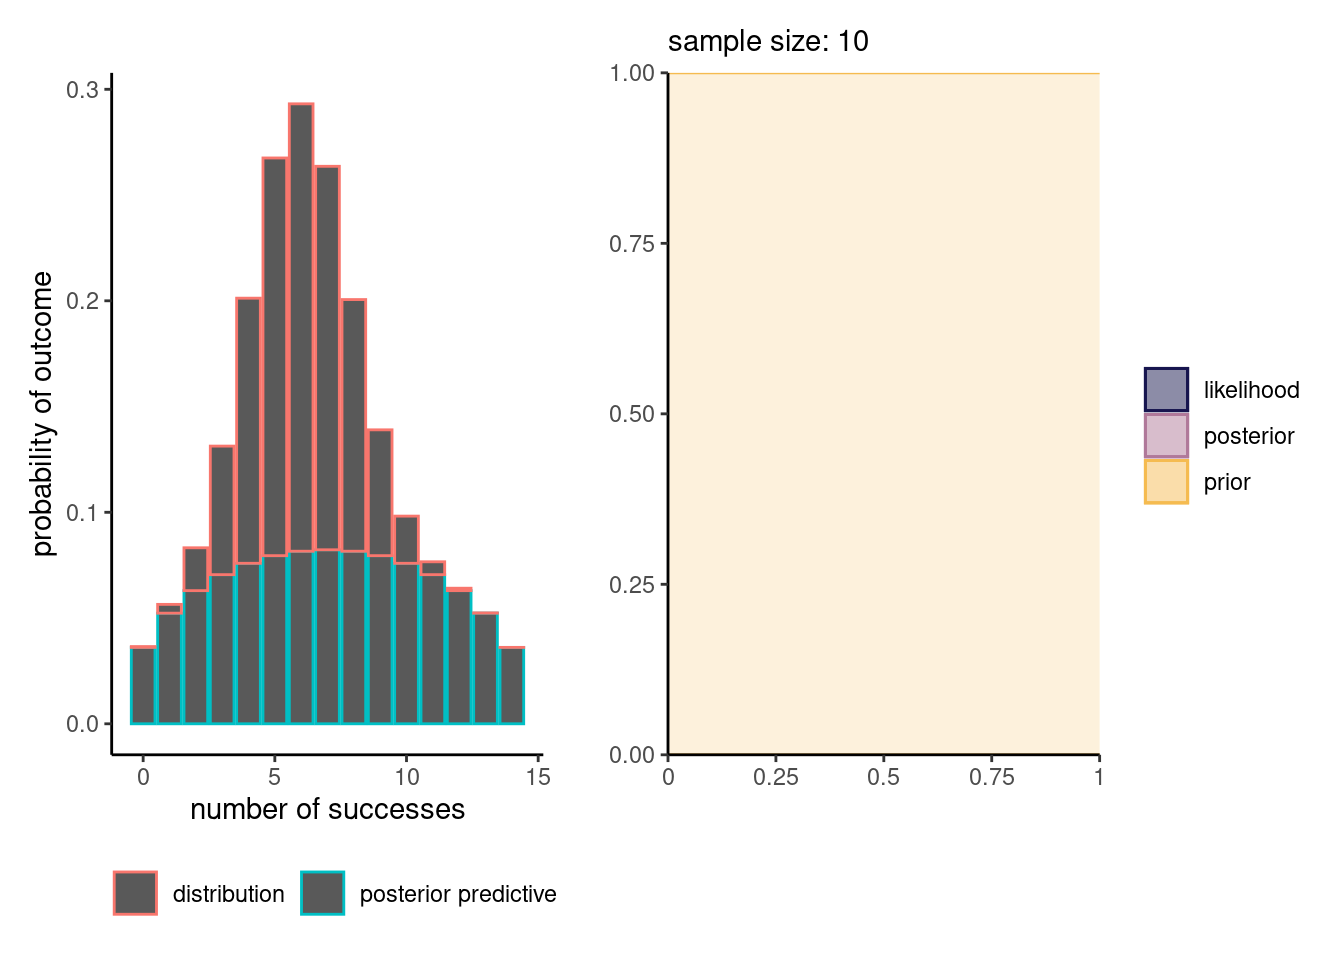 probability of outcome
0.3
0.2
0.1
0.0
0 5 10 15
number of successes
distribution posterior predictive
sample size: 10
1.00
0.75
0.50
0.25
0.00
0 0.25 0.5 0.75 1
likelihood
posterior
prior